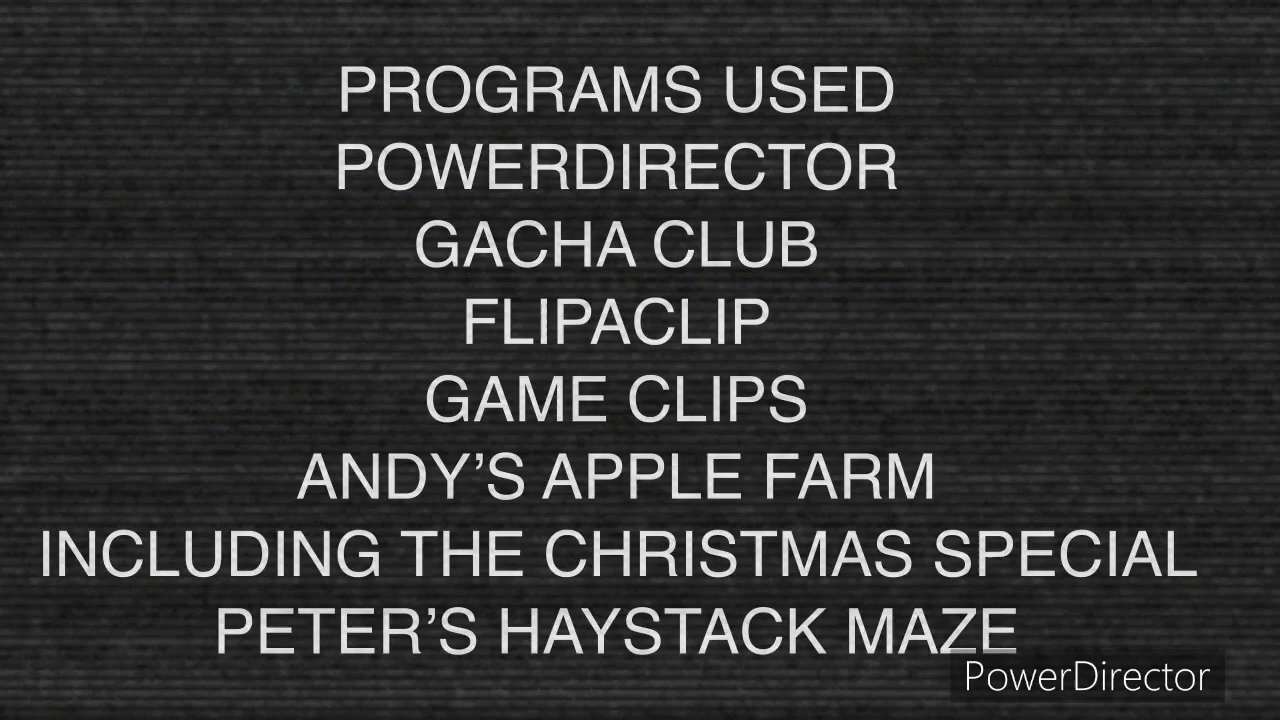 PROGRAMS USED
POWERDIRECTOR
GACHA CLUB
FLIPACLIP
GAME CLIPS
ANDY’S APPLE FARM
INCLUDING THE CHRISTMAS SPECIAL
PETER’S HAYSTACK MAZE
PowerDirector